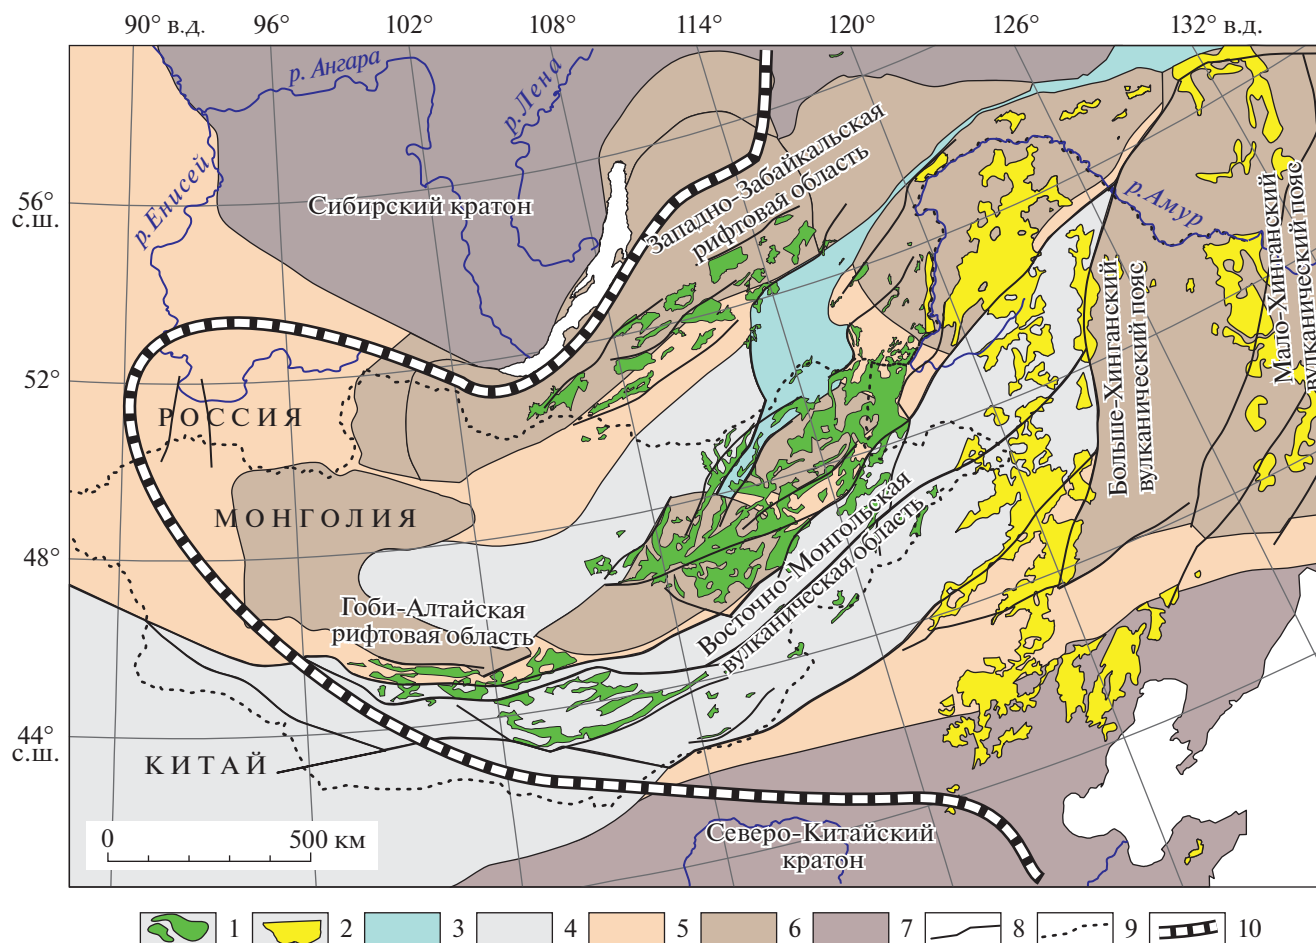 90° в.д.
96°
102°
108°
114°
120°
126°
132° в.д.
р. Ангара
р. Лена
р. Енисей
56°
с.ш.
Сибирский кратон
Западно-Забайкальская
рифтовая область
р. Амур
Мало-Хинганский
вулканический пояс
Больше-Хинганский
вулканический пояс
52°
РОССИЯ
МОНГОЛИЯ
48°
Гоби-Алтайская
рифтовая область
Восточно-Монгольская
вулканическая область
44°
с.ш.
КИТАЙ
0 500 км
Северо-Китайский
кратон
1 2 3 4 5 6 7 8 9 10